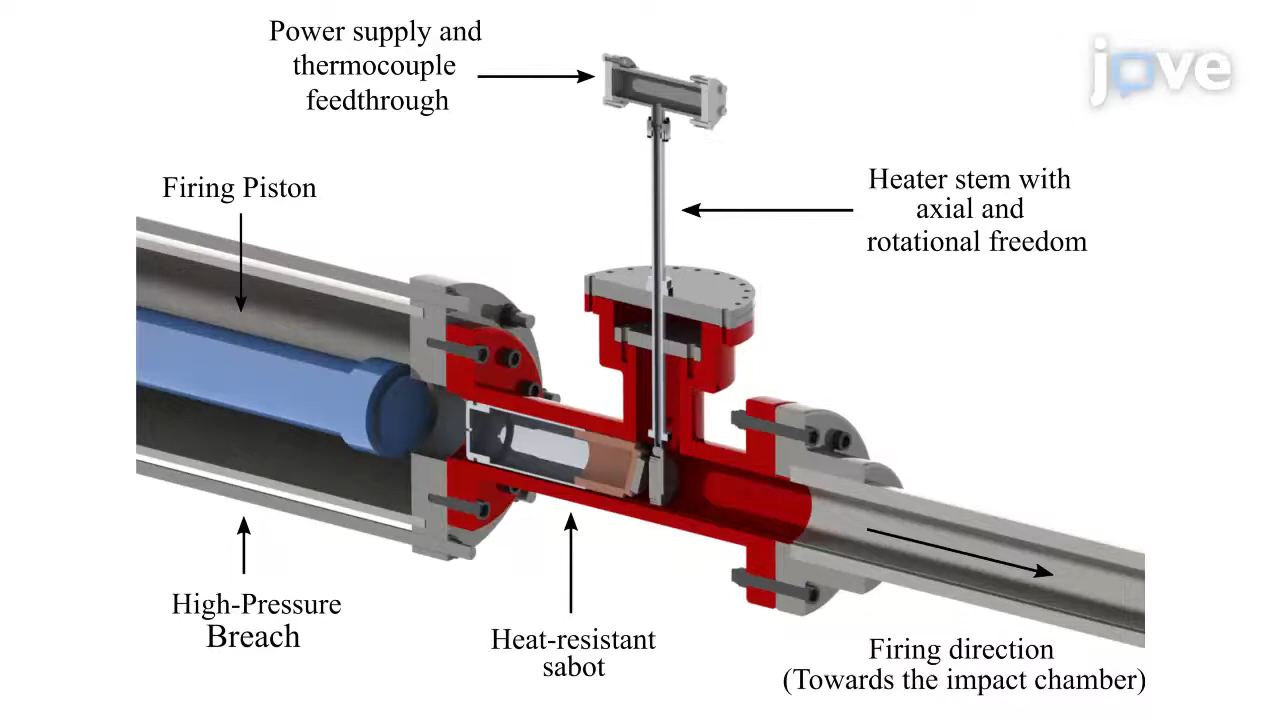 Power supply and
thermocouple
feedthrough
jove
Firing Piston
Heater stem with
axial and
rotational freedom
High-Pressure
Breach
Heat-resistant
sabot
Firing direction
(Towards the impact chamber)